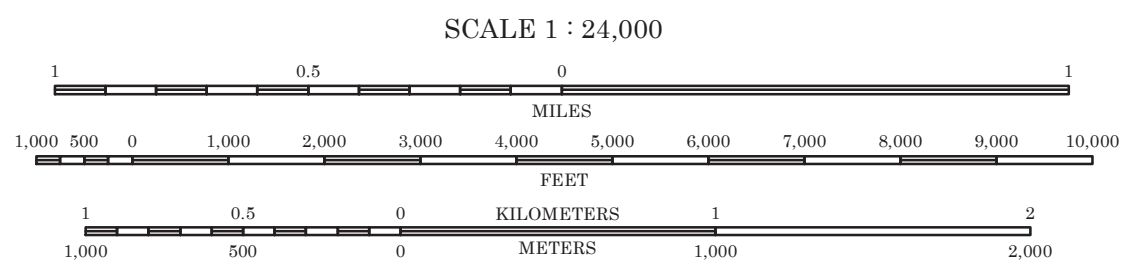 SCALE 1 : 24,000
1 0.5 0 1
MILES
1,000 500 0 1,000 2,000 3,000 4,000 5,000 6,000 7,000 8,000 9,000 10,000
FEET
1 0.5 0 KILOMETERS 1 2
1,000 500 0 METERS 1,000 2,000